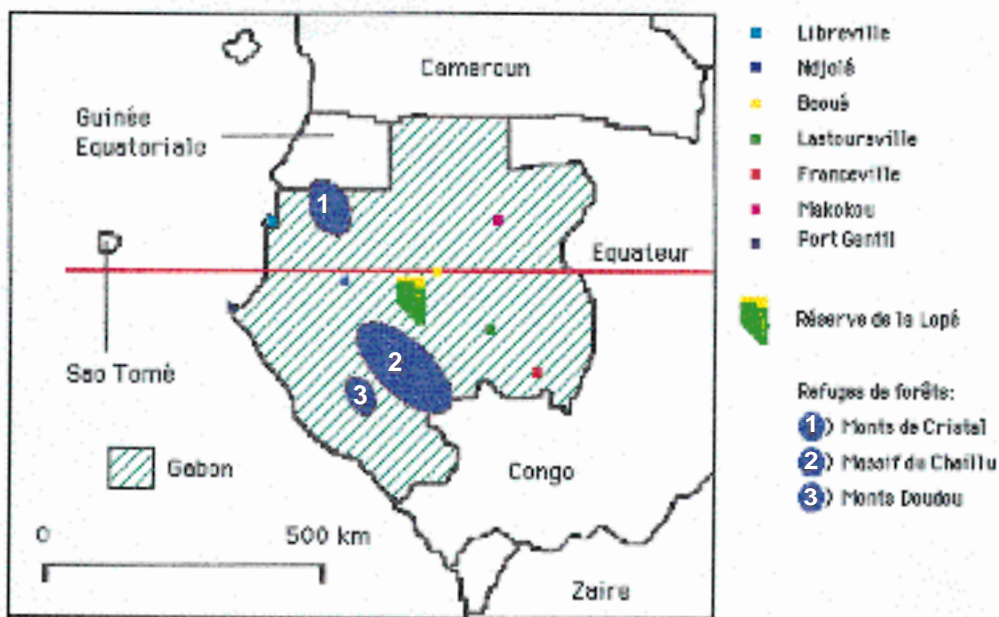 Cameroun
Guinée
Equatoriale
1
Equateur
2
3
Sao Tomé
Gabon
Congo
0 500 km
Zaire
Libreville
Ndjolé
Booué
Lastoursville
Franceville
Makokou
Port Gentil
Réserve de la Lopé
Refuges de forêts:
1) Monts de Cristal
2) Massif du Chaillu
3) Monts Doudou